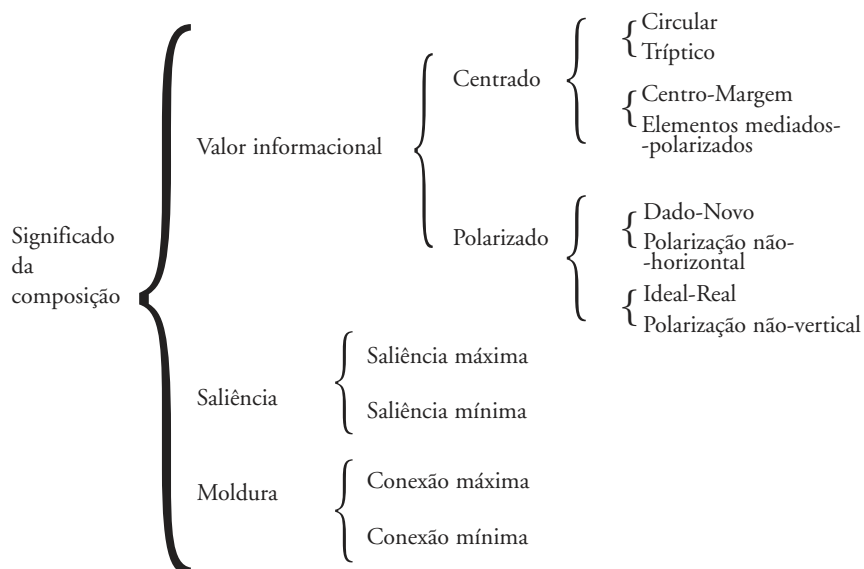 Significado
da
composição
Valor informacional
Centrado
Circular
Tríptico
Centro-Margem
Elementos mediados-
-polarizados
Polarizado
Dado-Novo
Polarização não-
-horizontal
Ideal-Real
Polarização não-vertical
Saliência
Saliência máxima
Saliência mínima
Moldura
Conexão máxima
Conexão mínima